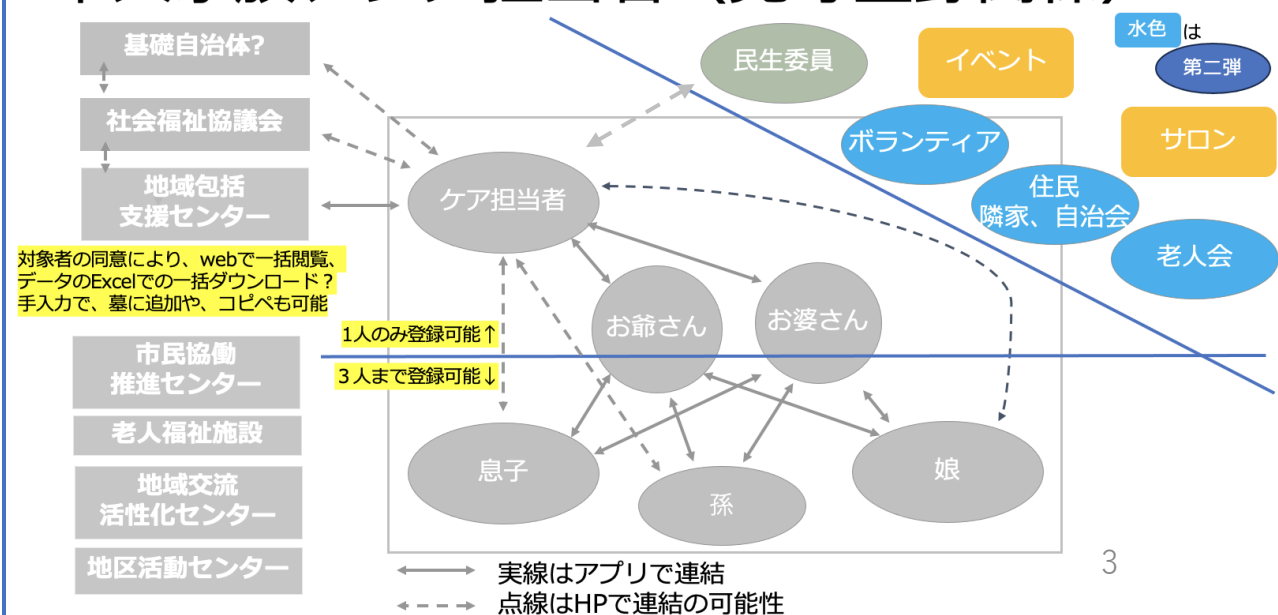 基礎自治体?
社会福祉協議会
地域包括
支援センター
対象者の同意により、webで一括閲覧、
データのExcelでの一括ダウンロード？
手入力で、墓に追加や、コピペも可能
市民協働
推進センター
老人福祉施設
地域交流
活性化センター
地区活動センター
民生委員
イベント
水色
は
第二弾
ボランティア
サロン
住民
隣家、自治会
老人会
ケア担当者
お爺さん
お婆さん
1人のみ登録可能↑
３人まで登録可能↓
息子
孫
娘
実線はアプリで連結
点線はHPで連結の可能性
3